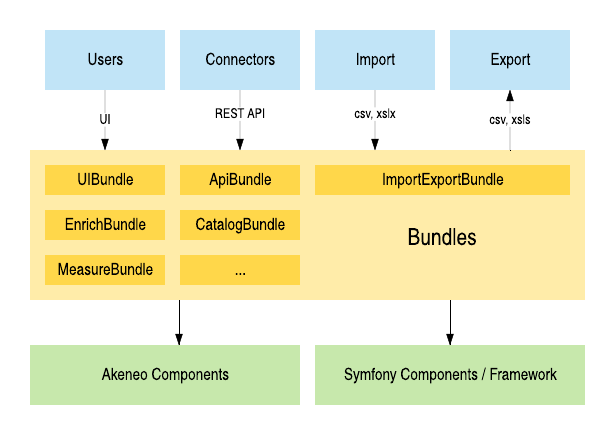 Users
Connectors
Import
Export
UI
REST API
csv, xslx
csv, xsls
UIBundle
ApiBundle
ImportExportBundle
EnrichBundle
CatalogBundle
Bundles
MeasureBundle
...
Akeneo Components
Symfony Components / Framework